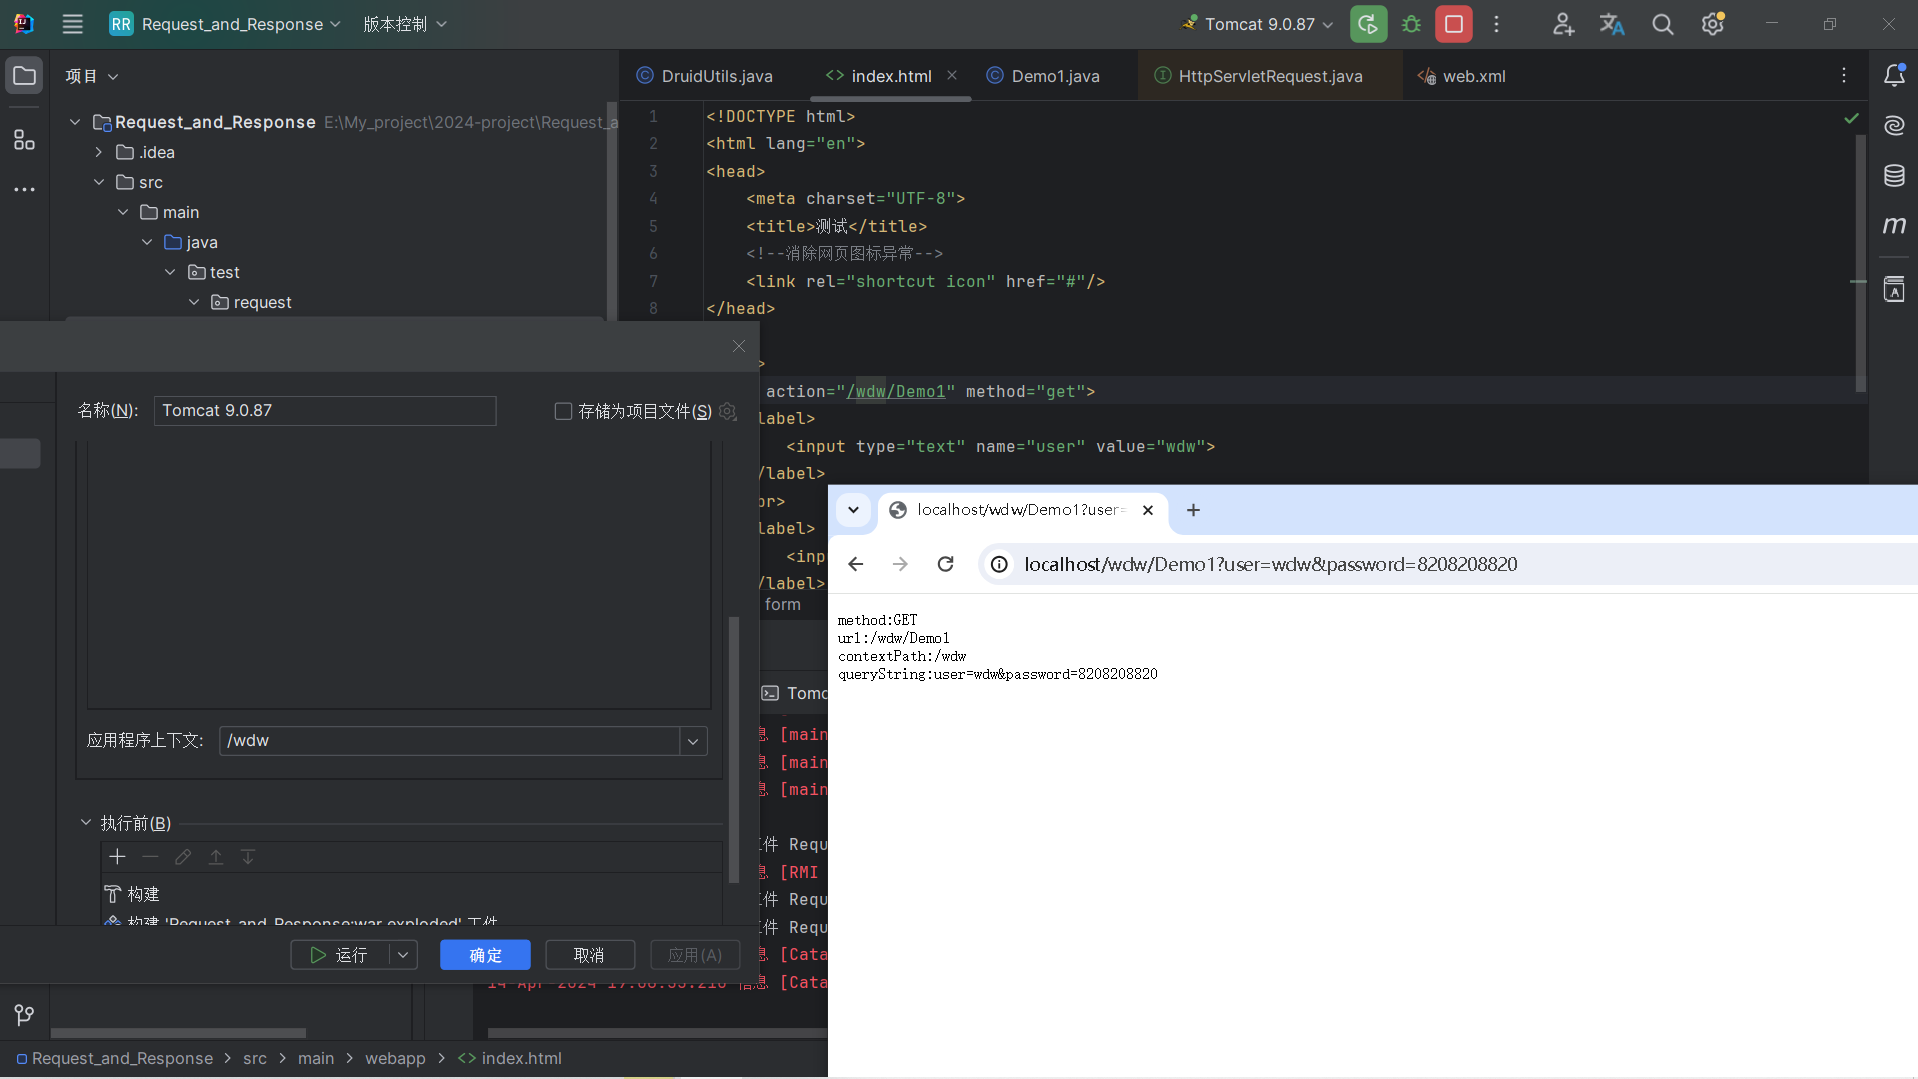 RR Request_and_Response 版本控制 Tomcat 9.0.87
项目
Request_and_Response E:\My_project\2024-project\Request_a
.idea
src
main
java
test
request
DruidUtils.java index.html Demo1.java HttpServletRequest.java web.xml
1 <!DOCTYPE html>
2 <html lang="en">
3 <head>
4 <meta charset="UTF-8">
5 <title>测试</title>
6 <!--消除网页图标异常-->
7 <link rel="shortcut icon" href="#"/>
8 </head>
>
action="/wdw/Demo1" method="get">
label>
<input type="text" name="user" value="wdw">
/label>
br>
label>
<inp
/label>
form
名称(N): Tomcat 9.0.87 存储为项目文件(S)
应用程序上下文: /wdw
执行前(B)
构建
构建 'Request_and_Response:war exploded' 工件
运行 确定 取消 应用(A)
Tomc
息 [main
息 [main
息 [main
工件 Requ
息 [RMI
工件 Requ
工件 Requ
息 [Cata
信息 [Cata
localhost/wdw/Demo1?user=
localhost/wdw/Demo1?user=wdw&password=8208208820
method:GET
url:/wdw/Demo1
contextPath:/wdw
queryString:user=wdw&password=8208208820
Request_and_Response > src > main > webapp > <> index.html